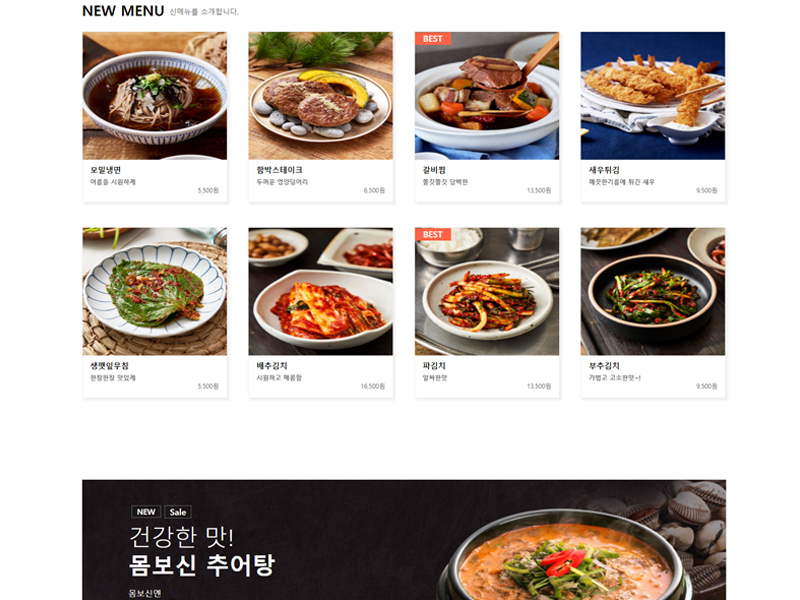 NEW MENU 신메뉴를 소개합니다.
BEST
모밀냉면
여름을 시원하게
5,500원
함박스테이크
두꺼운 영양덩어리
6,500원
갈비찜
쫄깃쫄깃 담백한
13,500원
새우튀김
깨끗한기름에 튀긴 새우
9,500원
BEST
생깻잎무침
한장한장 맛있게
5,500원
배추김치
시원하고 매콤함
16,500원
파김치
알싸한맛
13,500원
부추김치
가볍고 고소한맛~!
9,500원
NEW Sale
건강한 맛!
몸보신 추어탕
몸보신엔